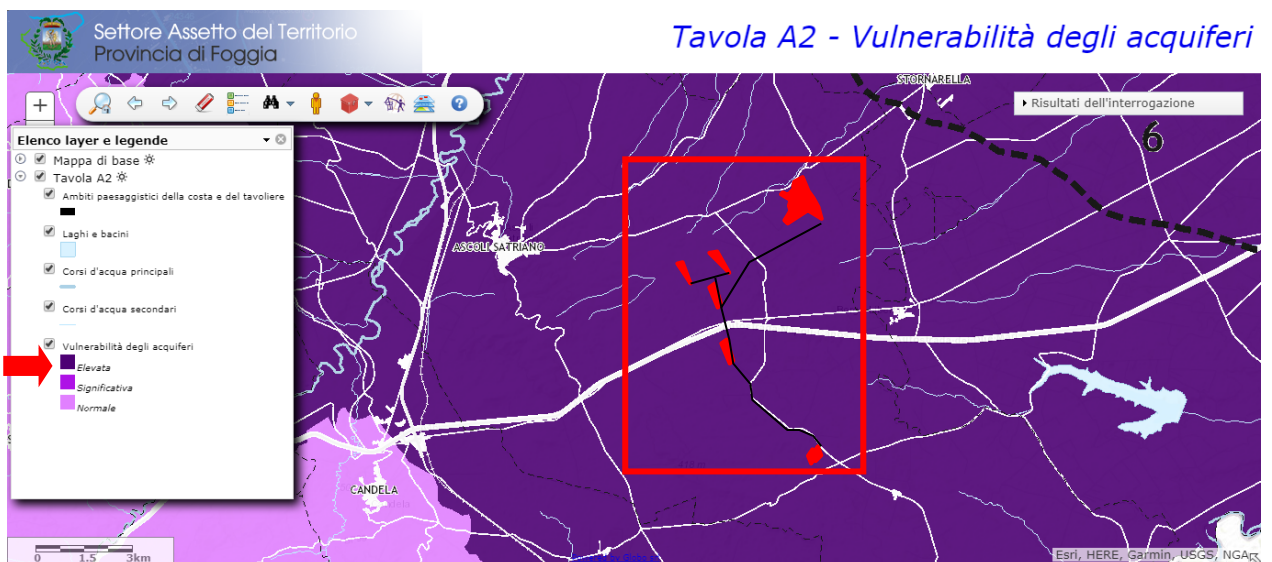 Settore Assetto del Territorio
Provincia di Foggia
Tavola A2 - Vulnerabilità degli acquiferi
STORNARELLA
+
Risultati dell'interrogazione
6
Elenco layer e legende
Mappa di base
Tavola A2
Ambiti paesaggistici della costa e del tavoliere
Laghi e bacini
Corsi d'acqua principali
Corsi d'acqua secondari
Vulnerabilità degli acquiferi
Elevata
Significativa
Normale
ASCOLI SATRIANO
CANDELA
0 1.5 3km
Esri, HERE, Garmin, USGS, NGA